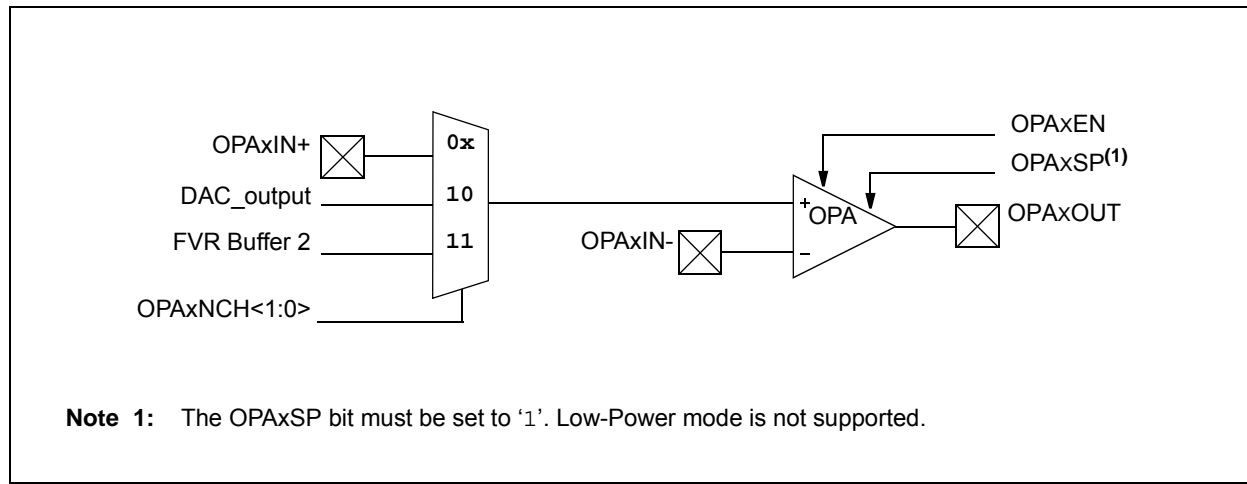 OPAxEN
OPAxIN+
0x
OPAxSP(1)
DAC_output
10
+
OPA
OPAxOUT
FVR Buffer 2
11
OPAxIN-
–
OPAxNCH<1:0>
Note 1: The OPAxSP bit must be set to ‘1’. Low-Power mode is not supported.